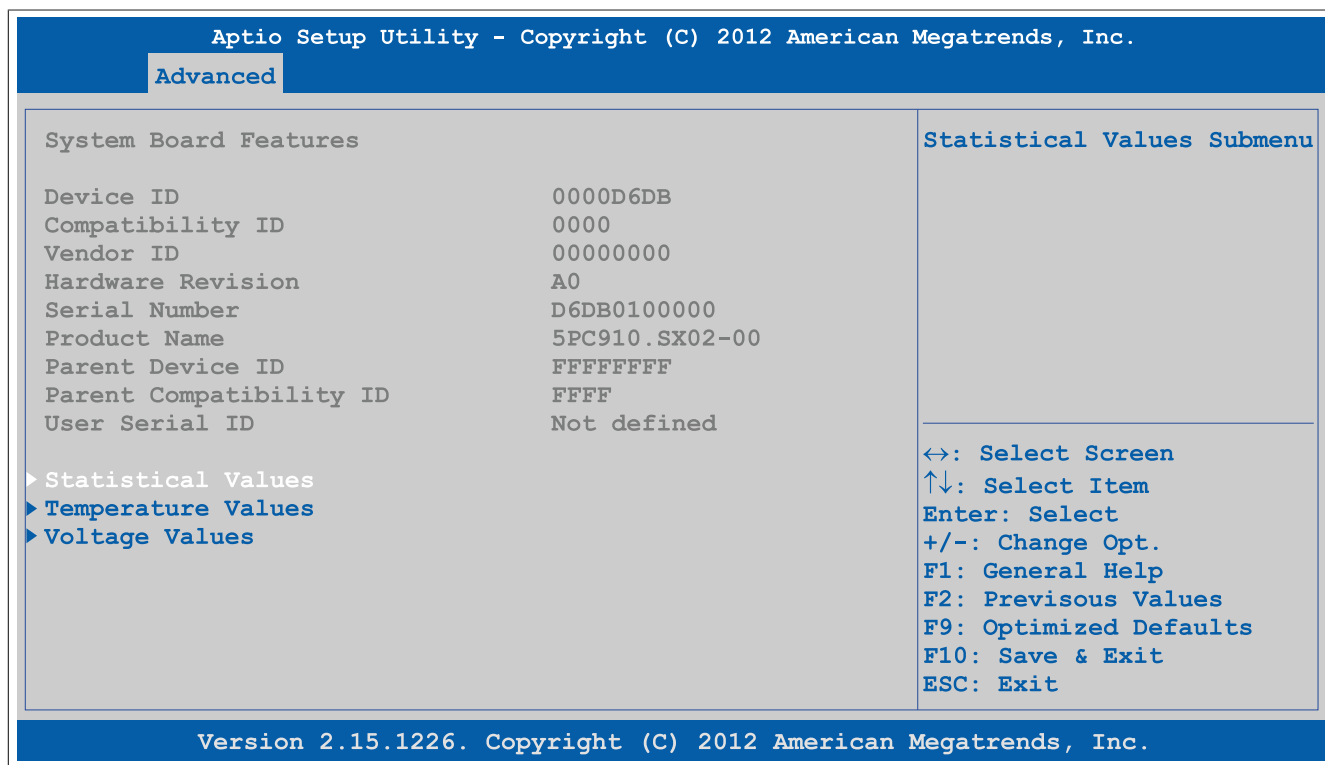 Aptio Setup Utility - Copyright (C) 2012 American Megatrends, Inc.
Advanced
System Board Features
Device ID 0000D6DB
Compatibility ID 0000
Vendor ID 00000000
Hardware Revision A0
Serial Number D6DB0100000
Product Name 5PC910.SX02-00
Parent Device ID FFFFFFFF
Parent Compatibility ID FFFF
User Serial ID Not defined
Statistical Values
Temperature Values
Voltage Values
Statistical Values Submenu
↔: Select Screen
↑↓: Select Item
Enter: Select
+/-: Change Opt.
F1: General Help
F2: Previsous Values
F9: Optimized Defaults
F10: Save & Exit
ESC: Exit
Version 2.15.1226. Copyright (C) 2012 American Megatrends, Inc.